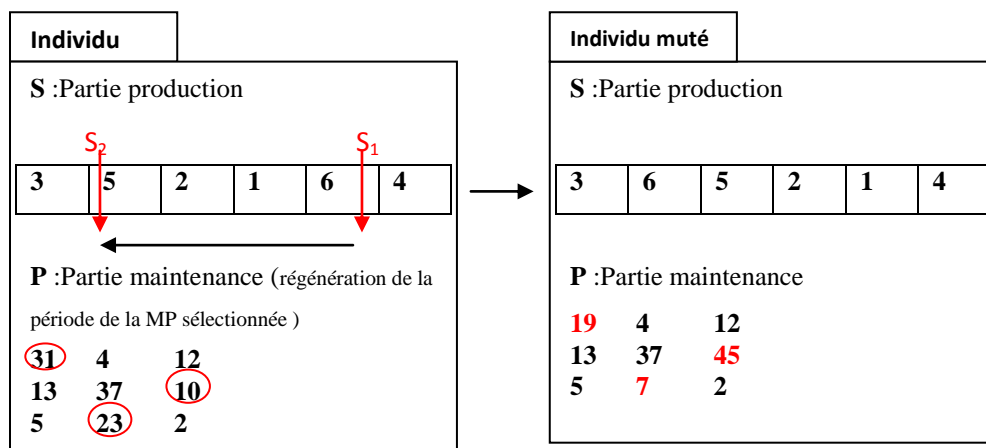 Individu
S :Partie production
S2 S1
3 5 2 1 6 4
P :Partie maintenance (régénération de la
période de la MP sélectionnée )
31 4 12
13 37 10
5 23 2
Individu muté
S :Partie production
3 6 5 2 1 4
P :Partie maintenance
19 4 12
13 37 45
5 7 2